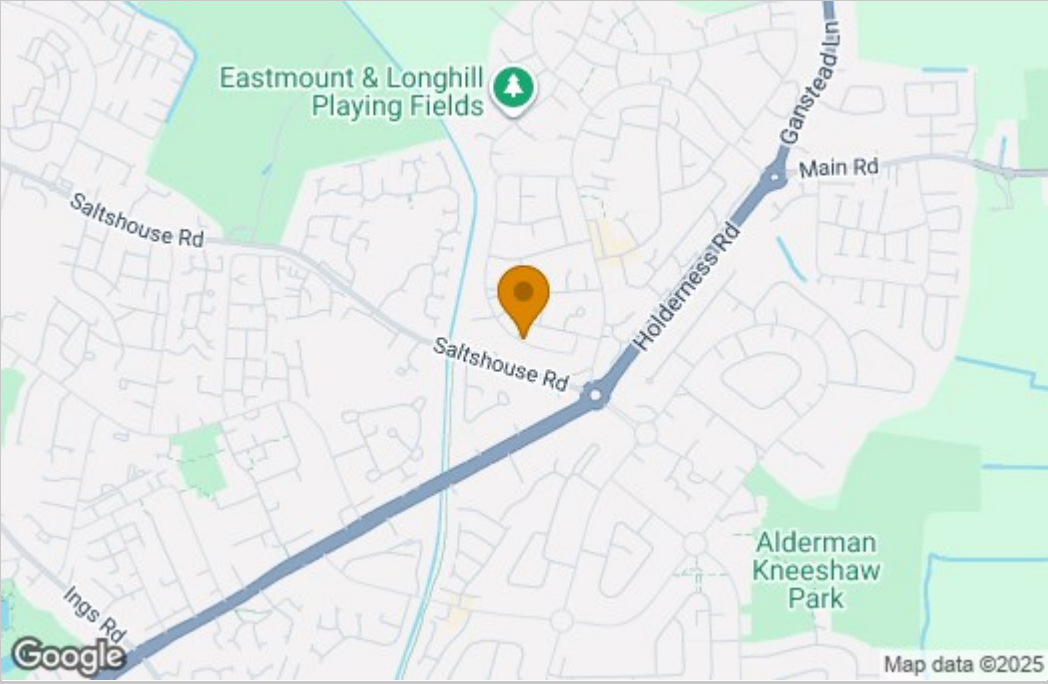 Eastmount & Longhill
Playing Fields
Ganstead Ln
Main Rd
Saltshouse Rd
Holderness Rd
Saltshouse Rd
Alderman
Kneeshaw
Park
Ings Rd
Google
Map data ©2025